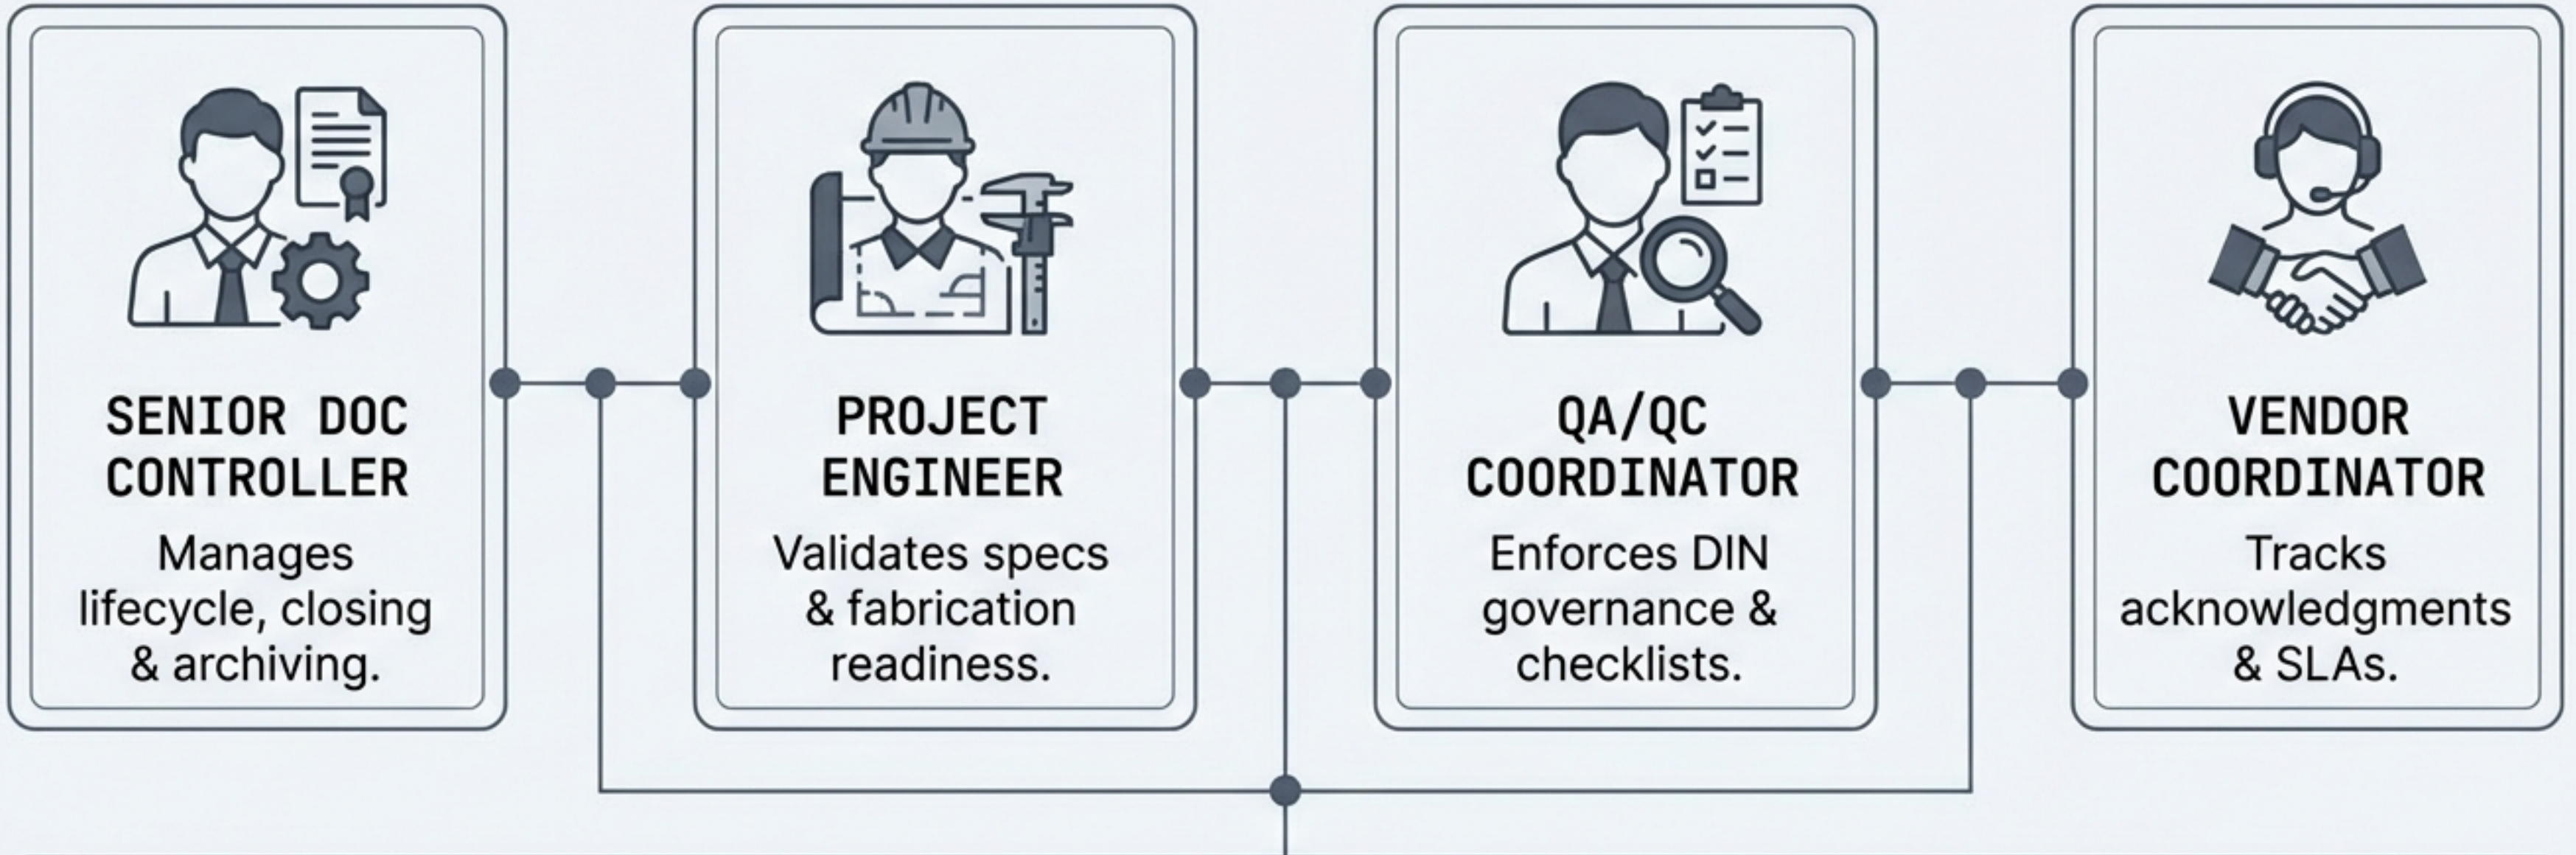 SENIOR DOC
CONTROLLER
Manages
lifecycle, closing
& archiving.
PROJECT
ENGINEER
Validates specs
& fabrication
readiness.
QA/QC
COORDINATOR
Enforces DIN
governance &
checklists.
VENDOR
COORDINATOR
Tracks
acknowledgments
& SLAs.